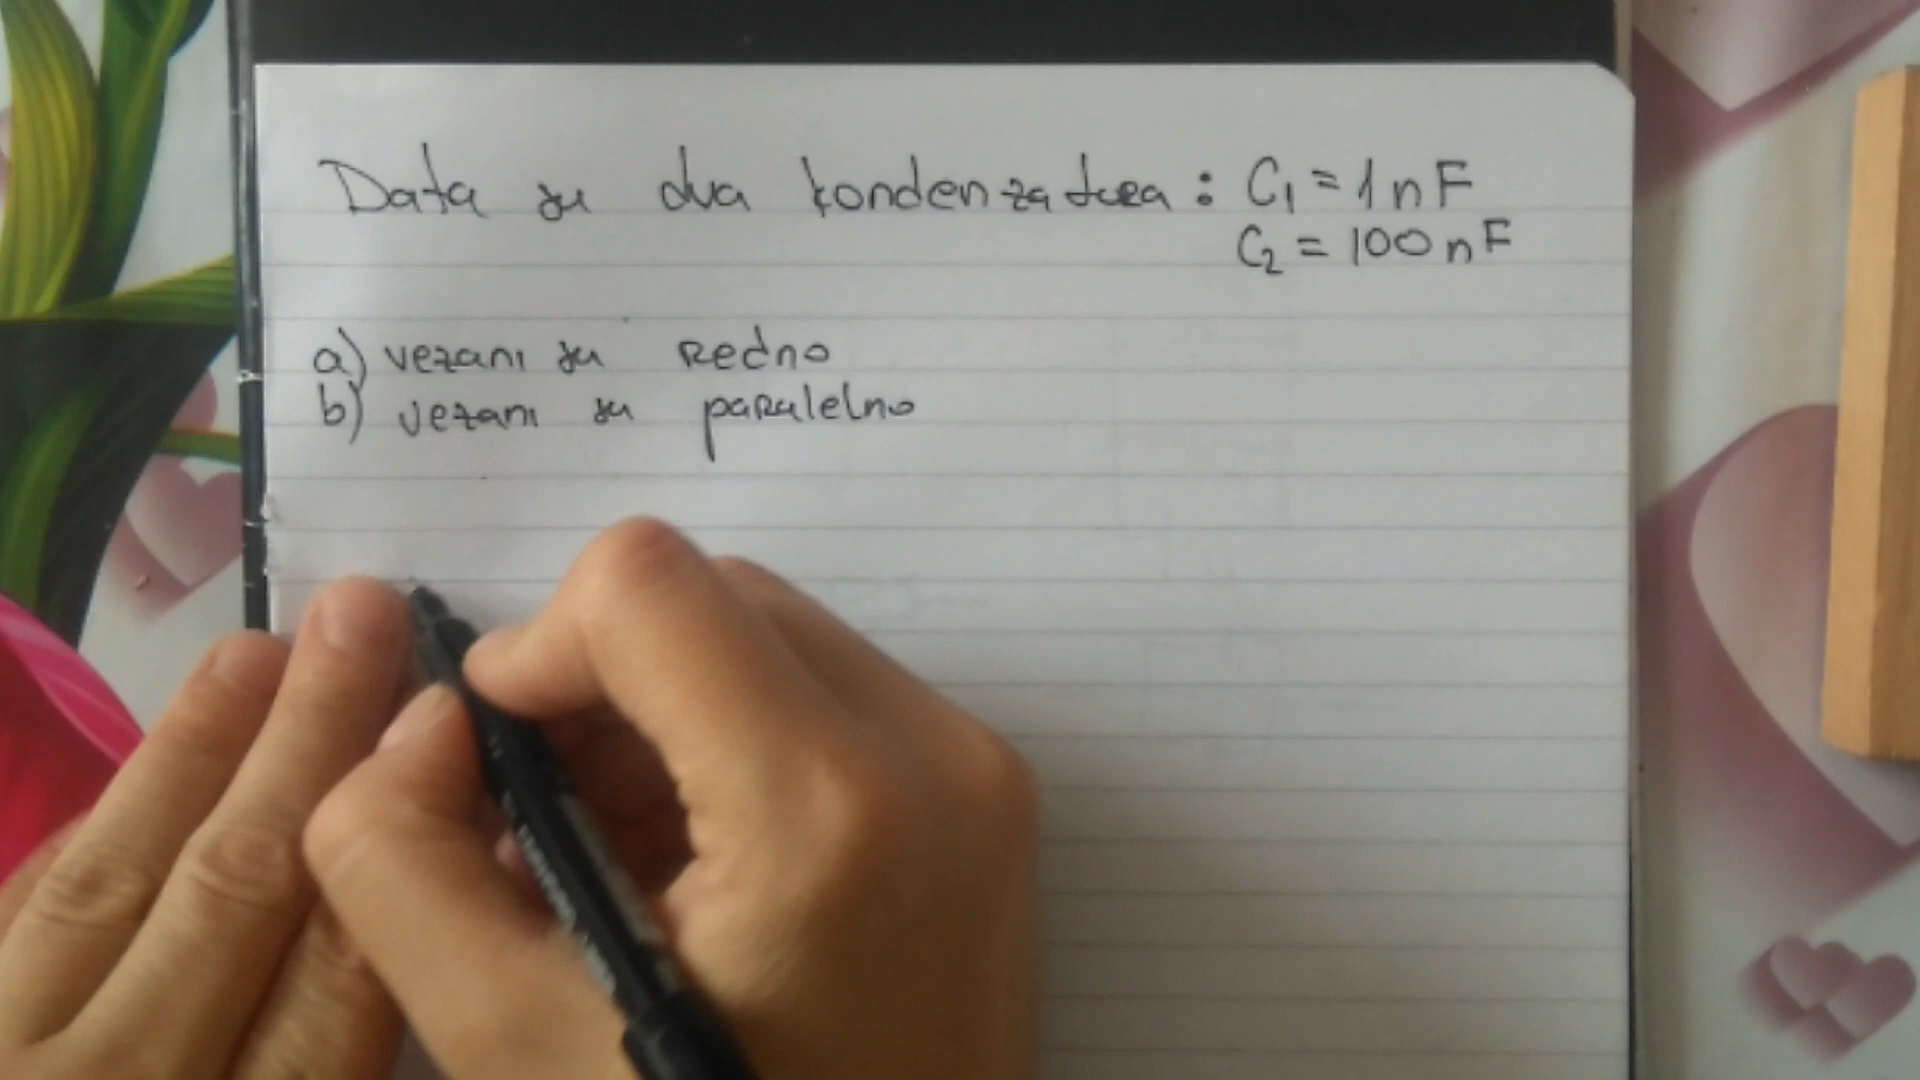 Data su dva kondenzatora : C₁ = 1 nF
C₂ = 100 nF
a) vezani su redno
b) vezani su paralelno